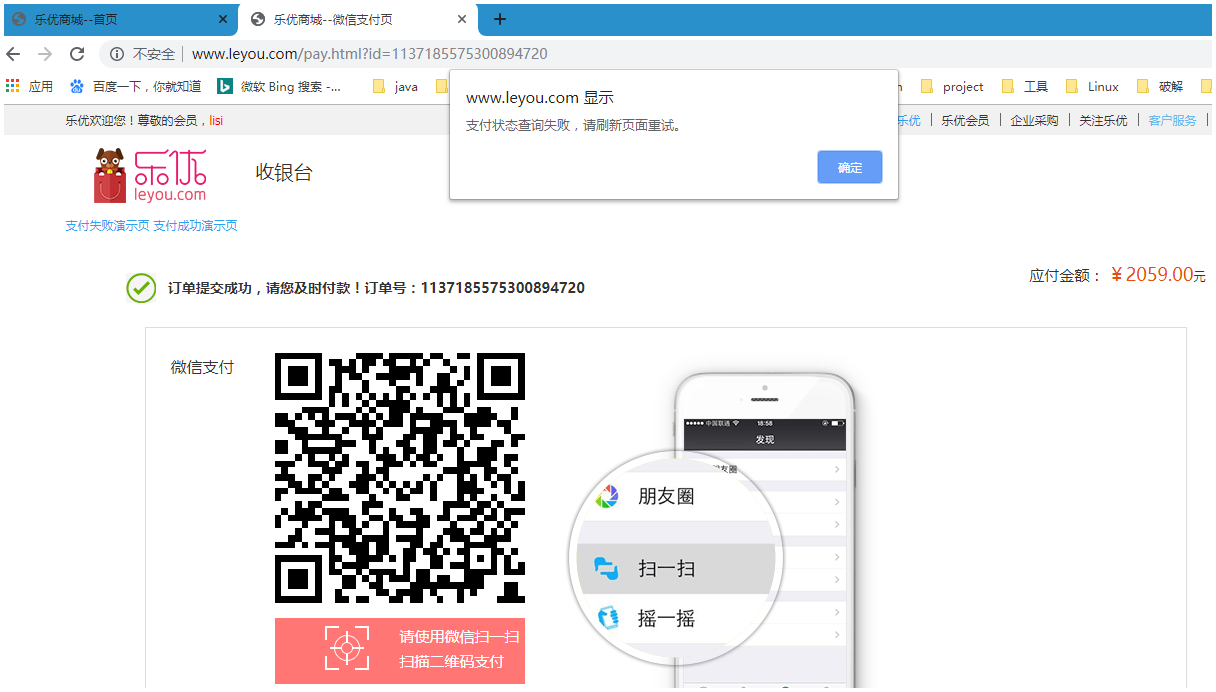 乐优商城--首页
乐优商城--微信支付页
不安全 www.leyou.com/pay.html?id=1137185575300894720
应用 百度一下，你就知道 微软 Bing 搜索 -... java project 工具 Linux 破解
www.leyou.com 显示
支付状态查询失败，请刷新页面重试。
确定
乐优欢迎您！尊敬的会员，lisi
乐优 乐优会员 企业采购 关注乐优 客户服务
乐优
leyou.com
收银台
支付失败演示页 支付成功演示页
订单提交成功，请您及时付款！订单号：1137185575300894720
应付金额： ￥2059.00元
微信支付
中国联通 18:58
发现
朋友圈
扫一扫
摇一摇
请使用微信扫一扫
扫描二维码支付